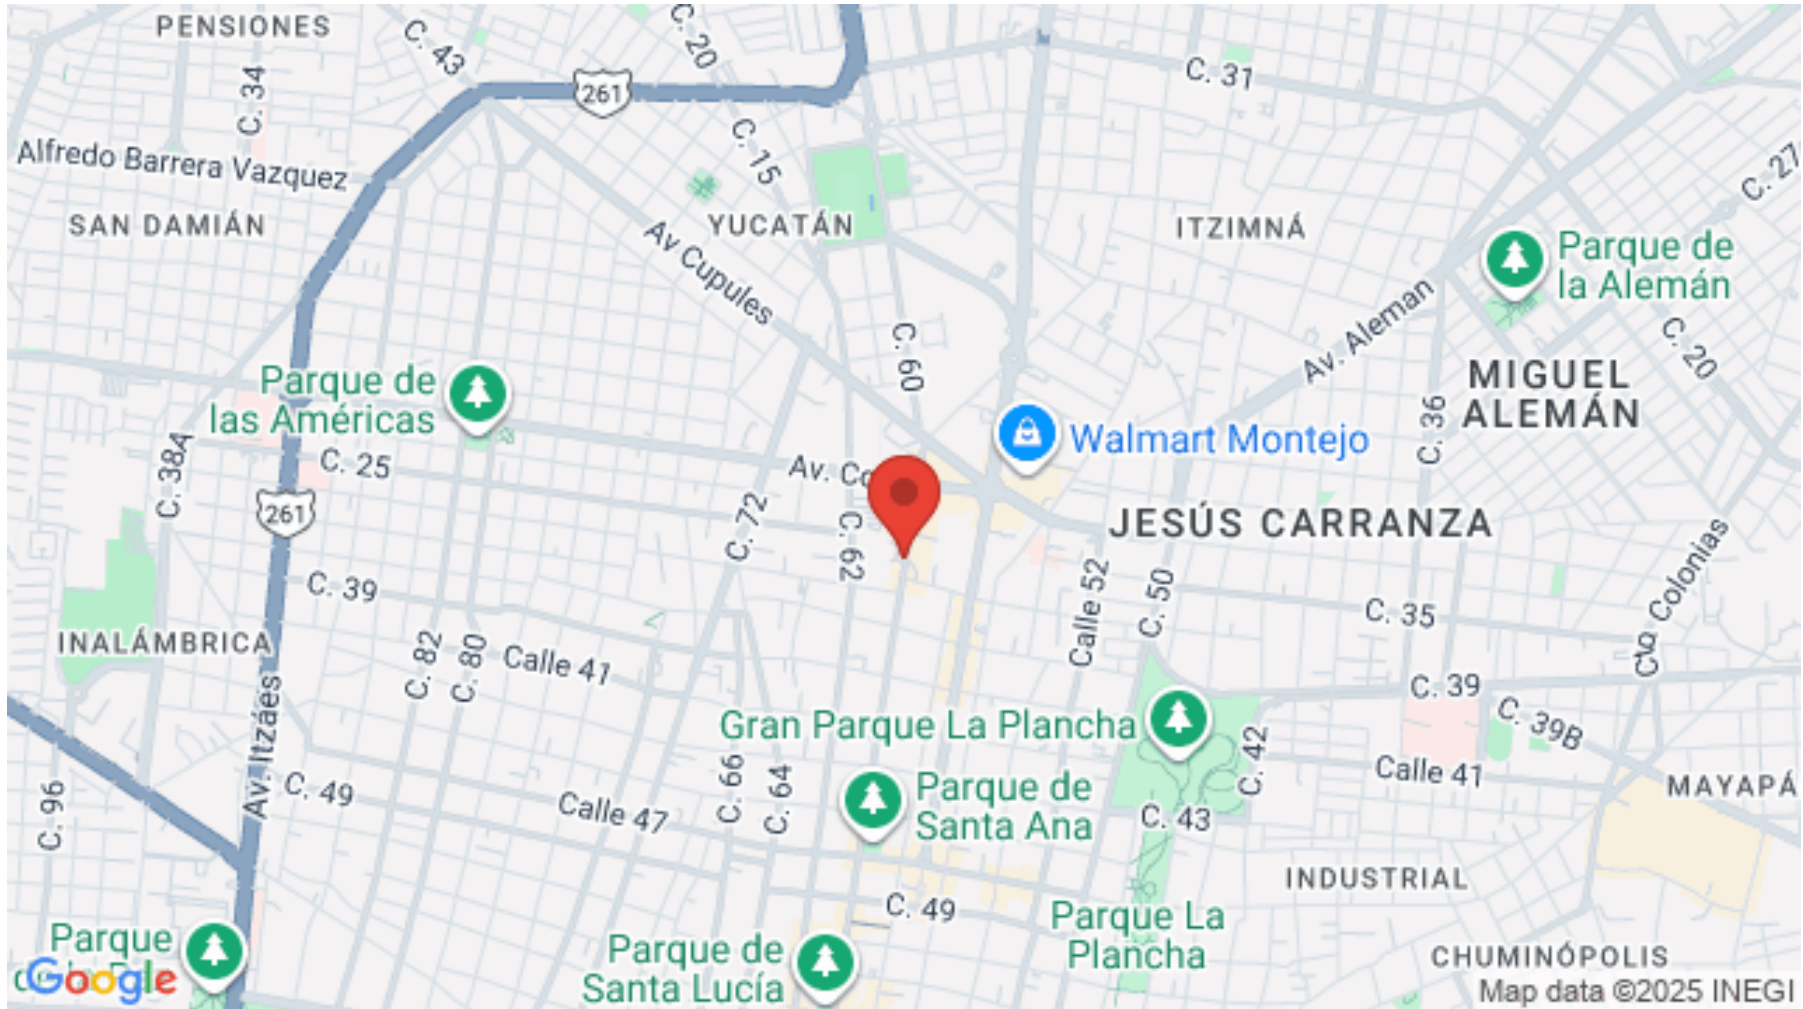 PENSIONES
C. 43
C. 20
C. 34
261
C. 31
C. 15
Alfredo Barrera Vazquez
C. 27
SAN DAMIÁN
YUCATÁN
ITZIMNÁ
Av Cupules
Parque de
la Alemán
Av. Aleman
C. 20
C. 60
MIGUEL
ALEMÁN
Parque de
las Américas
C. 36
Walmart Montejo
C. 38A
C. 25
Av. Co
261
C. 72
C. 62
JESÚS CARRANZA
C. 39
Calle 52
C. 50
C. 35
Cto. Colonias
INALÁMBRICA
C. 82
C. 80
Calle 41
C. 39
Gran Parque La Plancha
C. 39B
Av. Itzáes
C. 42
Calle 41
C. 96
C. 49
Calle 47
C. 66
C. 64
Parque de
Santa Ana
C. 43
MAYAPÁ
INDUSTRIAL
C. 49
Parque La
Plancha
Parque
Parque de
Santa Lucía
CHUMINÓPOLIS
Google
Map data ©2025 INEGI